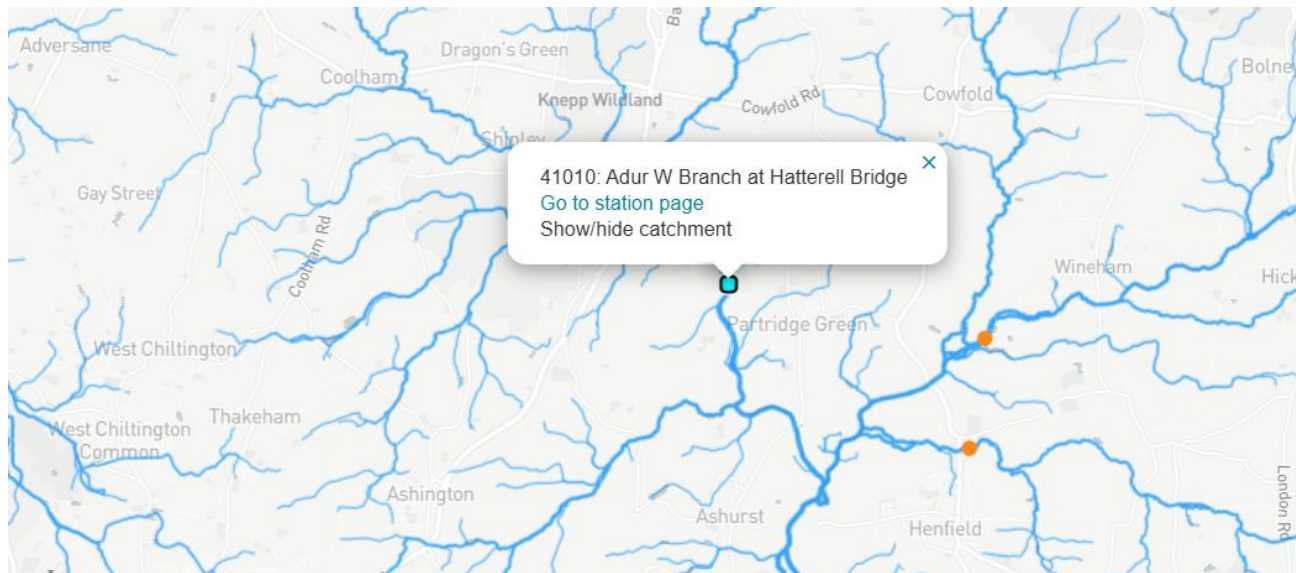 Adversane
Dragon's Green
Ba
Coolham
Bolne
Knepp Wildland
Cowfold Rd
Cowfold
Shipley
41010: Adur W Branch at Hatterell Bridge
Go to station page
Show/hide catchment
Gay Street
Coolham Rd
Wineham
Hick
Partridge Green
West Chiltington
Thakeham
West Chiltington
Common
Ashington
Ashurst
Henfield
London Rd